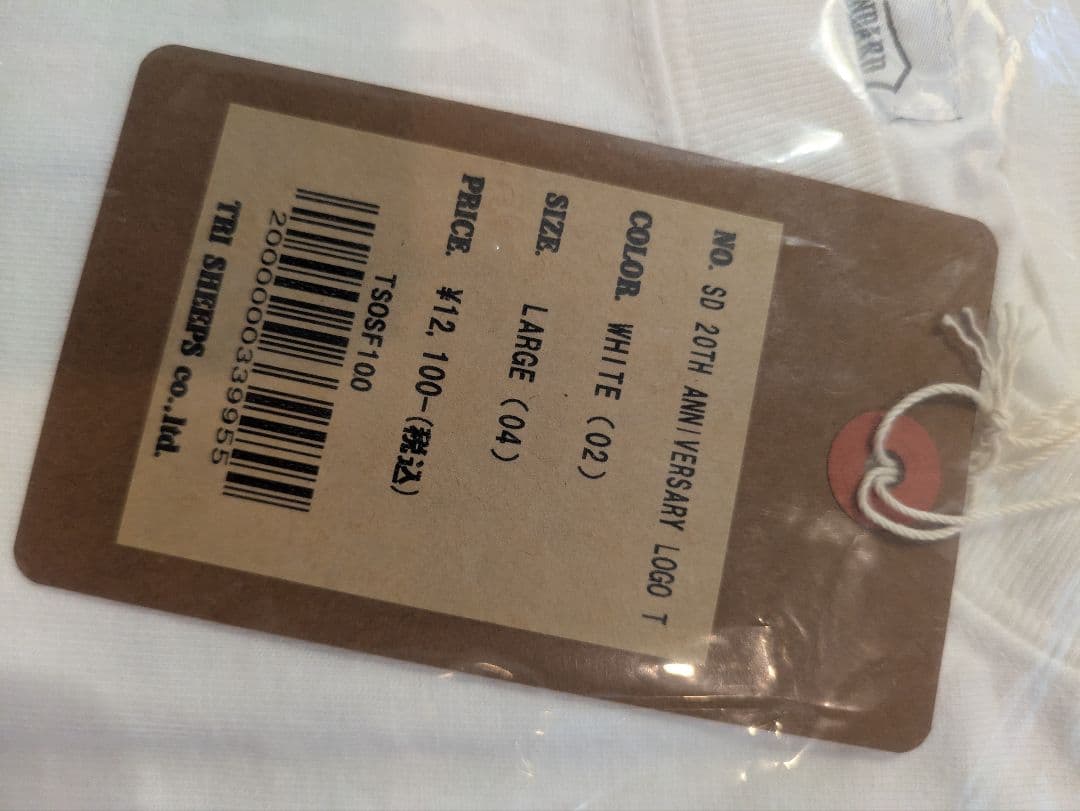 NO. SD 20TH ANNIVERSARY LOGO T
COLOR. WHITE (02)
SIZE. LARGE (04)
PRICE. ¥12,100-(税込)
TSOSF100
2000000339955
TRI SHEEPS co.,ltd.
NDARD